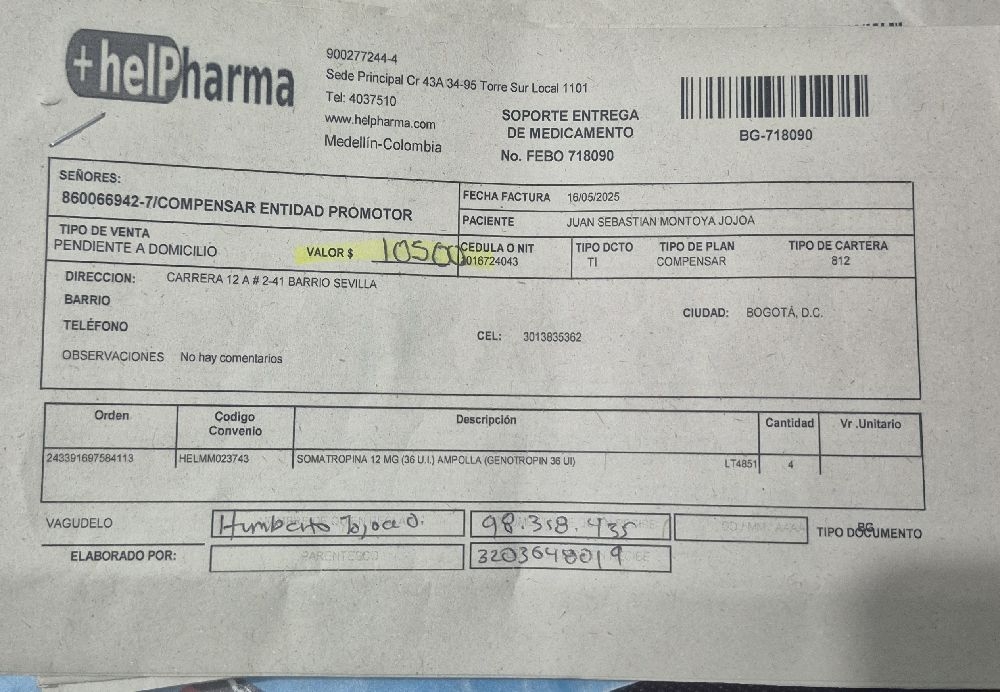 +helPharma
900277244-4
Sede Principal Cr 43A 34-95 Torre Sur Local 1101
Tel: 4037510
www.helpharma.com
Medellín-Colombia
SOPORTE ENTREGA
DE MEDICAMENTO
No. FEBO 718090
BG-718090
SEÑORES:
860066942-7/COMPENSAR ENTIDAD PROMOTOR
FECHA FACTURA 16/05/2025
PACIENTE JUAN SEBASTIAN MONTOYA JOJOA
TIPO DE VENTA
PENDIENTE A DOMICILIO
VALOR $ 10500
CEDULA O NIT
1016724043
TIPO DCTO
TI
TIPO DE PLAN
COMPENSAR
TIPO DE CARTERA
812
DIRECCION: CARRERA 12 A # 2-41 BARRIO SEVILLA
BARRIO
CIUDAD: BOGOTÁ, D.C.
TELÉFONO
CEL: 3013835362
OBSERVACIONES No hay comentarios
Orden Codigo Convenio Descripción Cantidad Vr .Unitario
243391697584113 HELMM023743 SOMATROPINA 12 MG (36 U.I.) AMPOLLA (GENOTROPIN 36 UI) LT4851 4
VAGUDELO Humberto Jojoa O. 98.358.435 DD/MM/AAAA TIPO DOCUMENTO BG
ELABORADO POR: PARENTESCO 3203648019